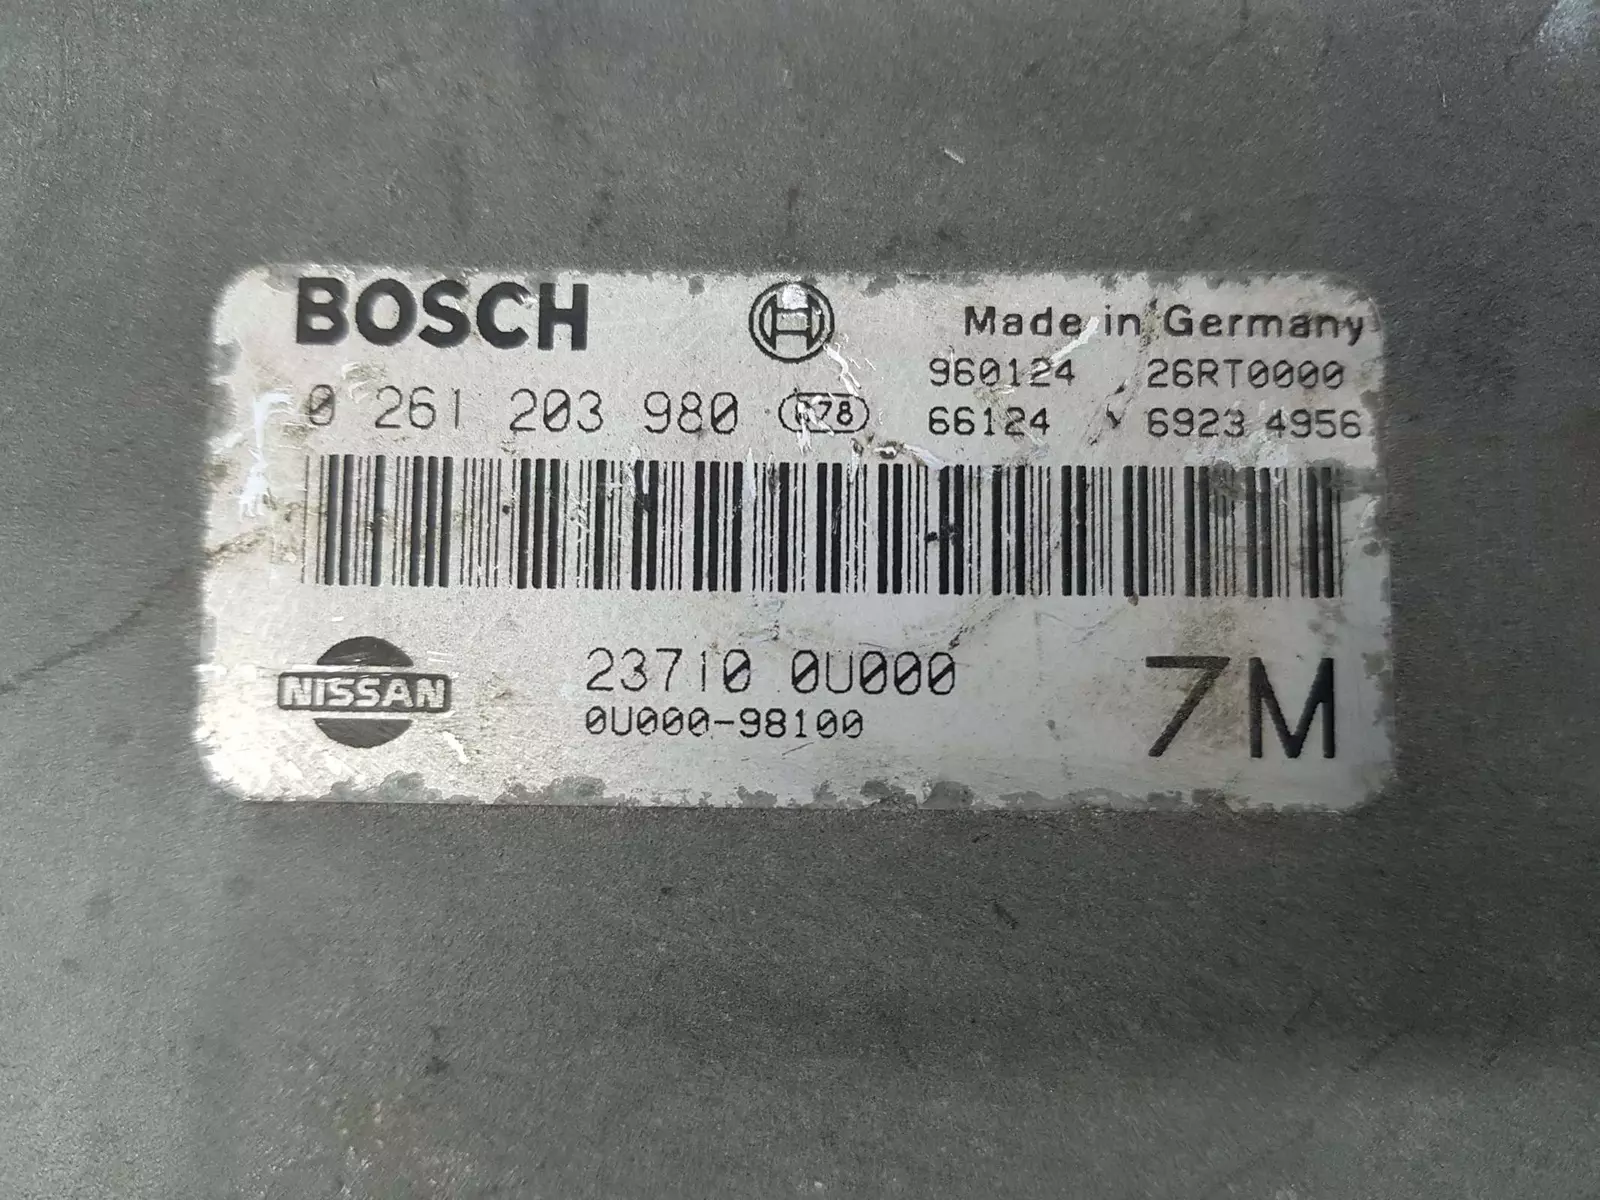 BOSCH
Made in Germany
960124 26RT0000
0 261 203 980
66124 6923 4956
NISSAN
23710 0U000
0U000-98100
7M